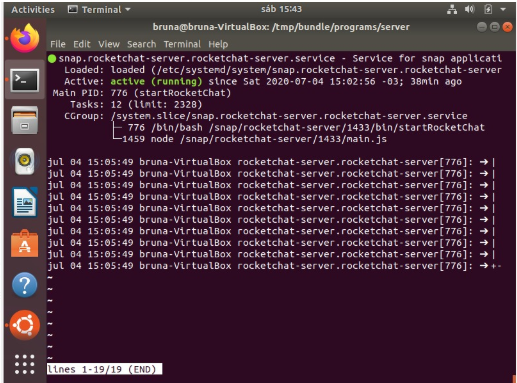 Activities Terminal sáb 15:43
bruna@bruna-VirtualBox: /tmp/bundle/programs/server
File Edit View Search Terminal Help
snap.rocketchat-server.rocketchat-server.service - Service for snap applicati
Loaded: loaded (/etc/systemd/system/snap.rocketchat-server.rocketchat-server
Active: active (running) since Sat 2020-07-04 15:02:56 -03; 38min ago
Main PID: 776 (startRocketChat)
Tasks: 12 (limit: 2328)
CGroup: /system.slice/snap.rocketchat-server.rocketchat-server.service
├─ 776 /bin/bash /snap/rocketchat-server/1433/bin/startRocketChat
└─1459 node /snap/rocketchat-server/1433/main.js
jul 04 15:05:49 bruna-VirtualBox rocketchat-server.rocketchat-server[776]: ➔ |
jul 04 15:05:49 bruna-VirtualBox rocketchat-server.rocketchat-server[776]: ➔ |
jul 04 15:05:49 bruna-VirtualBox rocketchat-server.rocketchat-server[776]: ➔ |
jul 04 15:05:49 bruna-VirtualBox rocketchat-server.rocketchat-server[776]: ➔ |
jul 04 15:05:49 bruna-VirtualBox rocketchat-server.rocketchat-server[776]: ➔ |
jul 04 15:05:49 bruna-VirtualBox rocketchat-server.rocketchat-server[776]: ➔ |
jul 04 15:05:49 bruna-VirtualBox rocketchat-server.rocketchat-server[776]: ➔ |
jul 04 15:05:49 bruna-VirtualBox rocketchat-server.rocketchat-server[776]: ➔ |
jul 04 15:05:49 bruna-VirtualBox rocketchat-server.rocketchat-server[776]: ➔ |
jul 04 15:05:49 bruna-VirtualBox rocketchat-server.rocketchat-server[776]: ➔ +-
~
~
~
~
~
~
~
lines 1-19/19 (END)